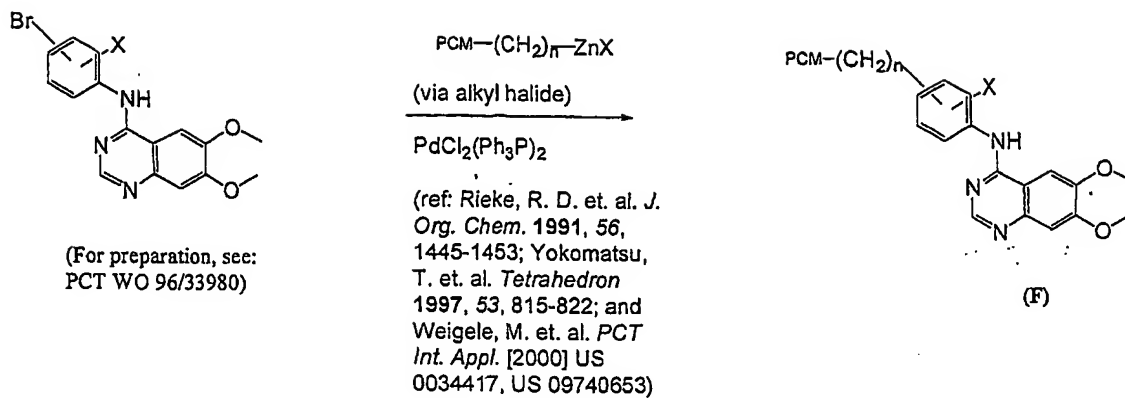 Br
X
NH
N
N
O
O
(For preparation, see:
PCT WO 96/33980)
PCM—(CH2)n—ZnX
(via alkyl halide)
PdCl2(Ph3P)2
(ref: Rieke, R. D. et. al. J.
Org. Chem. 1991, 56,
1445-1453; Yokomatsu,
T. et. al. Tetrahedron
1997, 53, 815-822; and
Weigele, M. et. al. PCT
Int. Appl. [2000] US
0034417, US 09740653)
PCM—(CH2)n
X
NH
N
N
O
O
(F)